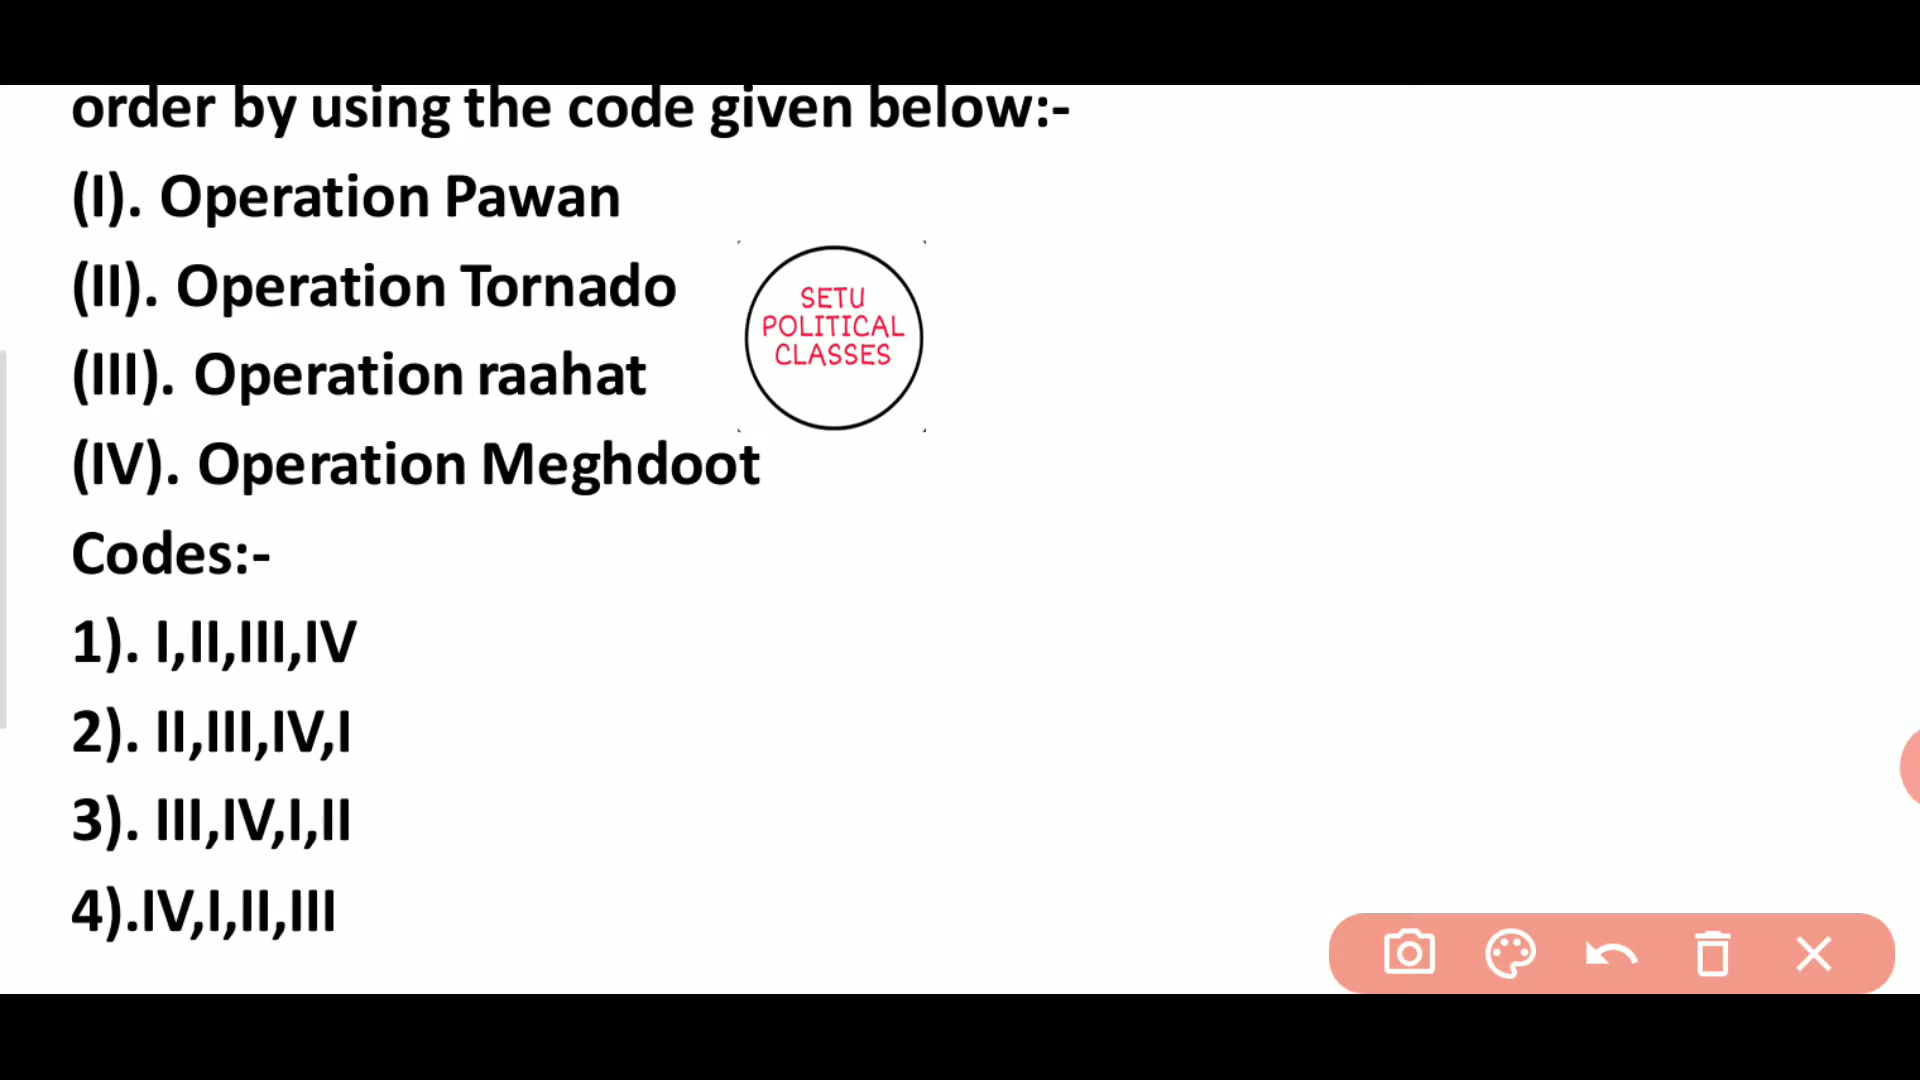 order by using the code given below:-
(I). Operation Pawan
(II). Operation Tornado
(III). Operation raahat
(IV). Operation Meghdoot
SETU
POLITICAL
CLASSES
Codes:-
1). I,II,III,IV
2). II,III,IV,I
3). III,IV,I,II
4).IV,I,II,III